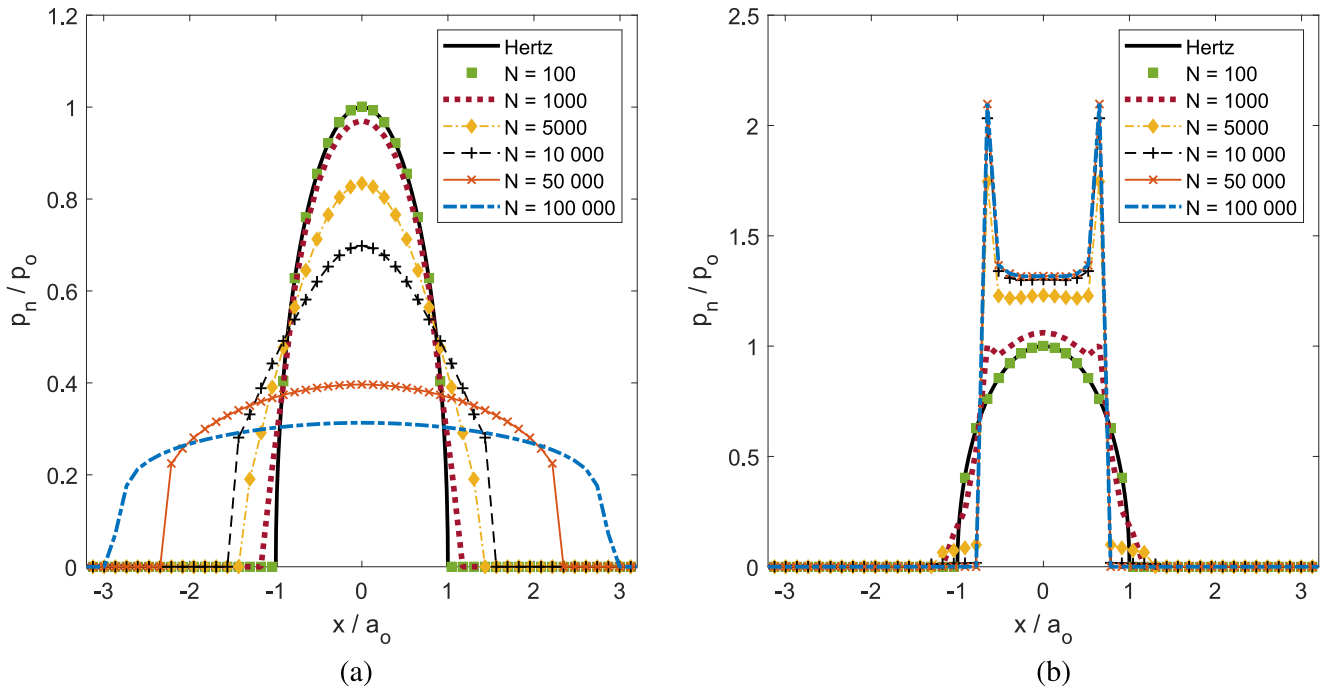 1.2
1
0.8
0.6
0.4
0.2
0
p_n / p_o
-3 -2 -1 0 1 2 3
x / a_o
Hertz
N = 100
N = 1000
N = 5000
N = 10 000
N = 50 000
N = 100 000
(a)
2.5
2
1.5
1
0.5
0
p_n / p_o
-3 -2 -1 0 1 2 3
x / a_o
Hertz
N = 100
N = 1000
N = 5000
N = 10 000
N = 50 000
N = 100 000
(b)